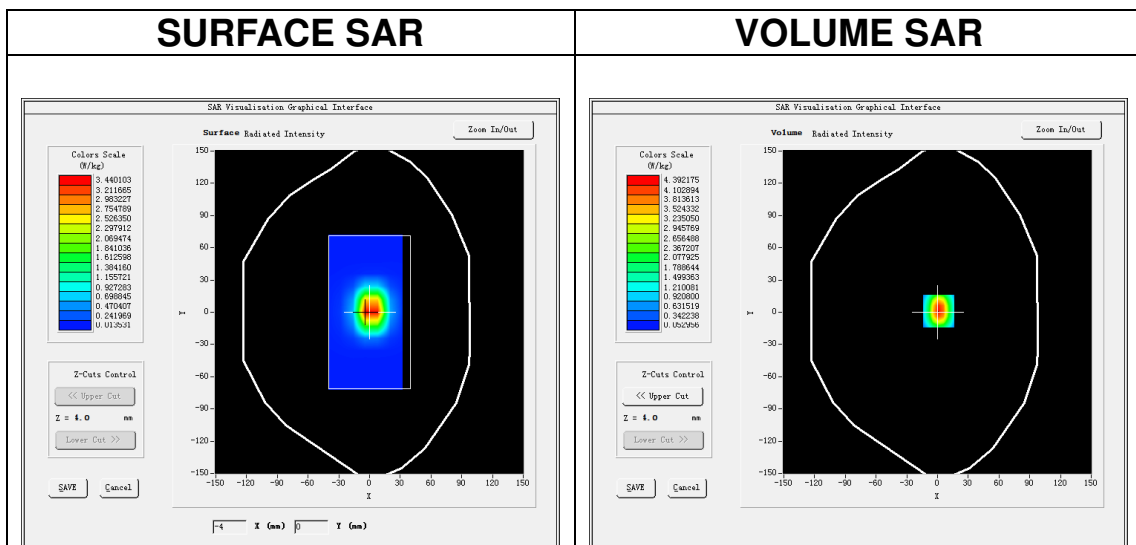 SURFACE SAR
VOLUME SAR
SAR Visualisation Graphical Interface
Surface Radiated Intensity
Zoom In/Out
Colors Scale
(W/kg)
3.440103
3.211665
2.983227
2.754789
2.526350
2.297912
2.069474
1.841036
1.612598
1.384160
1.155721
0.927283
0.698845
0.470407
0.241969
0.013531
Z-Cuts Control
<< Upper Cut
Z = 4.0 mm
Lower Cut >>
SAVE
Cancel
150
120
90
60
30
0
-30
-60
-90
-120
-150
Y
-150 -120 -90 -60 -30 0 30 60 90 120 150
X
-4 X (mm) 0 Y (mm)
SAR Visualisation Graphical Interface
Volume Radiated Intensity
Zoom In/Out
Colors Scale
(W/kg)
4.392175
4.102894
3.813613
3.524332
3.235050
2.945769
2.656488
2.367207
2.077925
1.788644
1.499363
1.210081
0.920800
0.631519
0.342238
0.052956
Z-Cuts Control
<< Upper Cut
Z = 4.0 mm
Lower Cut >>
SAVE
Cancel
150
120
90
60
30
0
-30
-60
-90
-120
-150
Y
-150 -120 -90 -60 -30 0 30 60 90 120 150
X